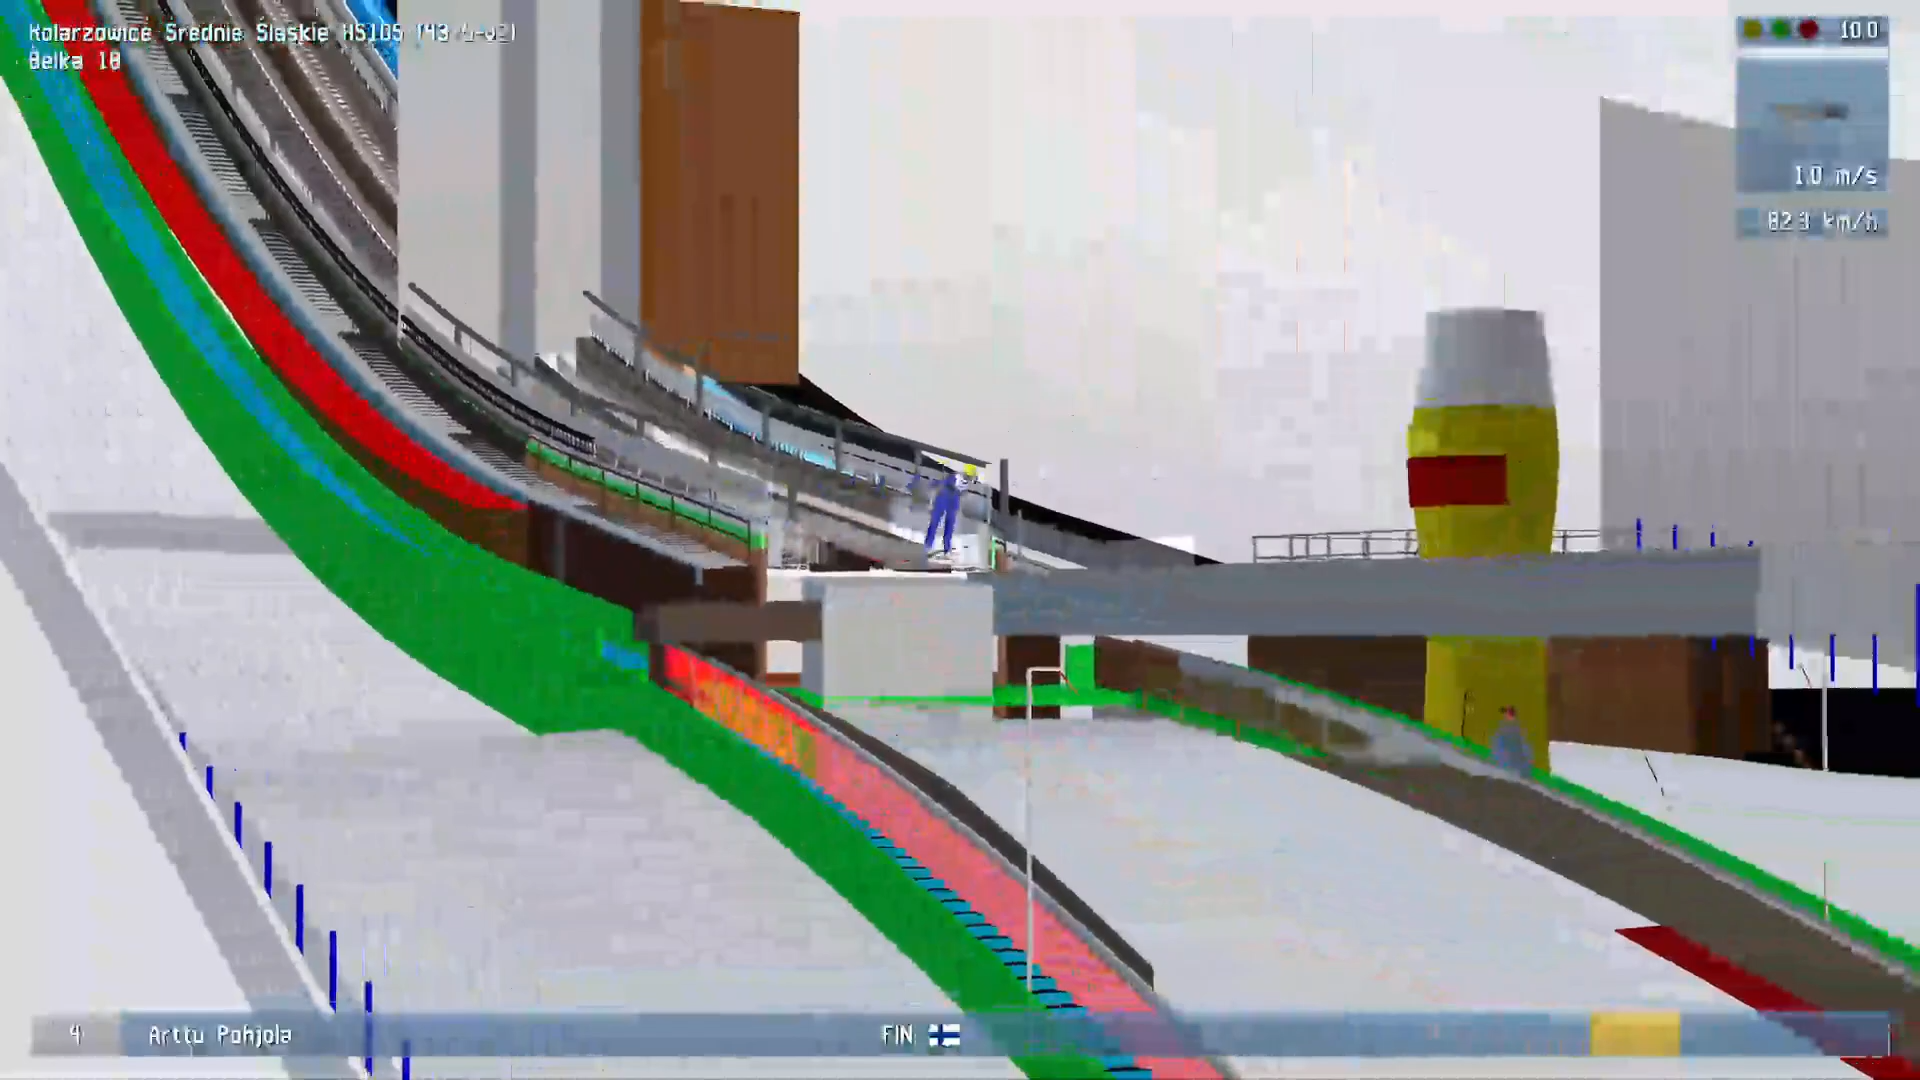 Kolarzowice Średnie Śląskie HS105
Belka 18
10.0
1.0 m/s
82.3 km/h
4 Arttu Pohjola FIN